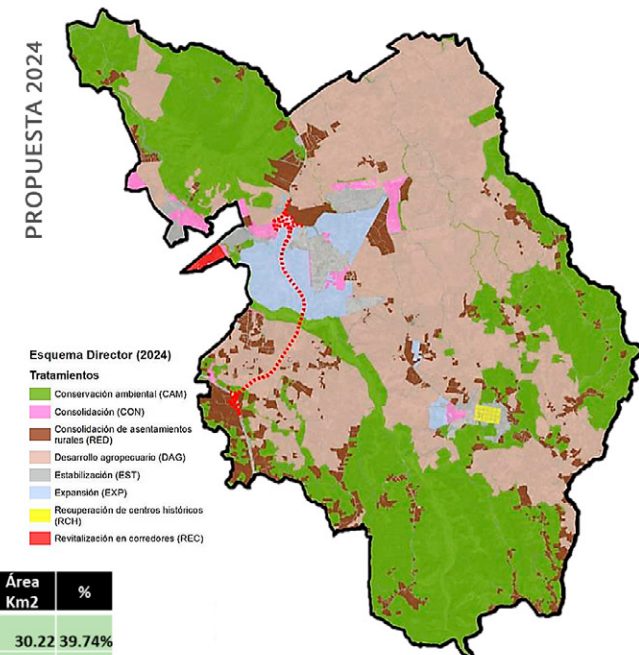 PROPUESTA 2024
Esquema Director (2024)
Tratamientos
Conservación ambiental (CAM)
Consolidación (CON)
Consolidación de asentamientos
rurales (RED)
Desarrollo agropecuario (DAG)
Estabilización (EST)
Expansión (EXP)
Recuperación de centros históricos
(RCH)
Revitalización en corredores (REC)
Área
Km2 %
30.22 39.74%